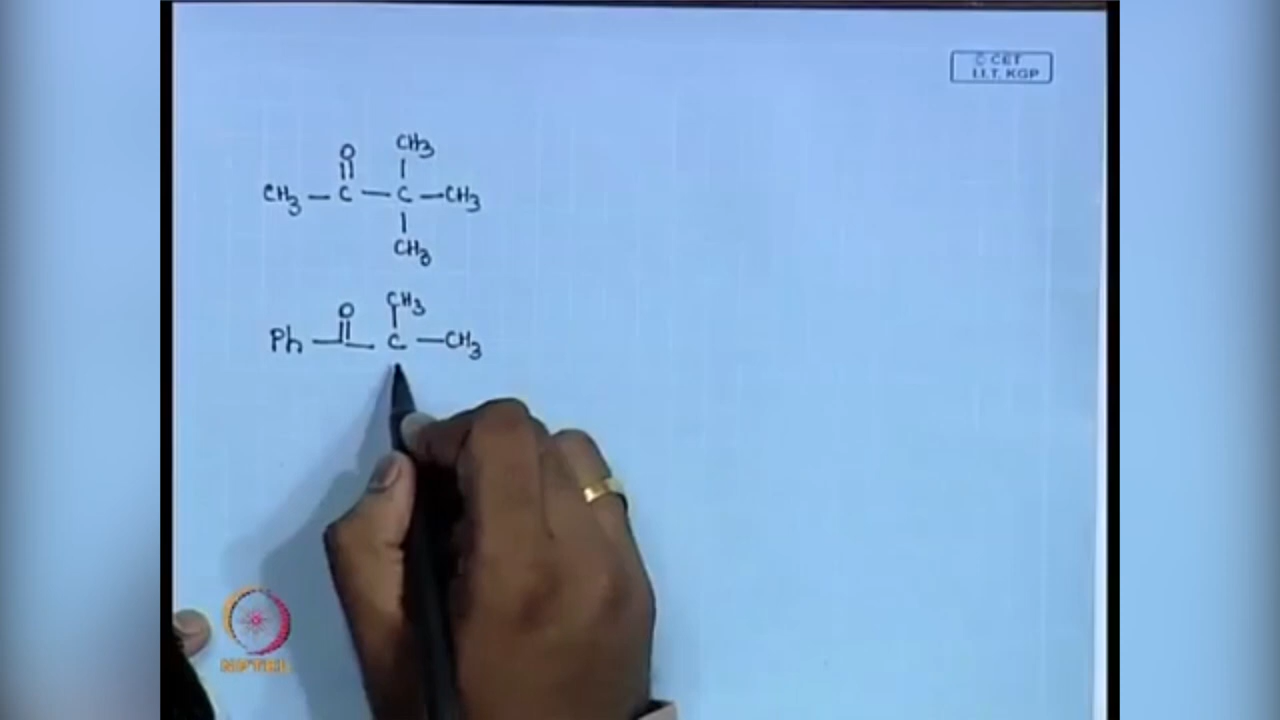 © CET
I.I.T. KGP
O CH3
|| |
CH3 — C — C — CH3
|
CH3
O CH3
|| |
Ph — — C — CH3
NPTEL